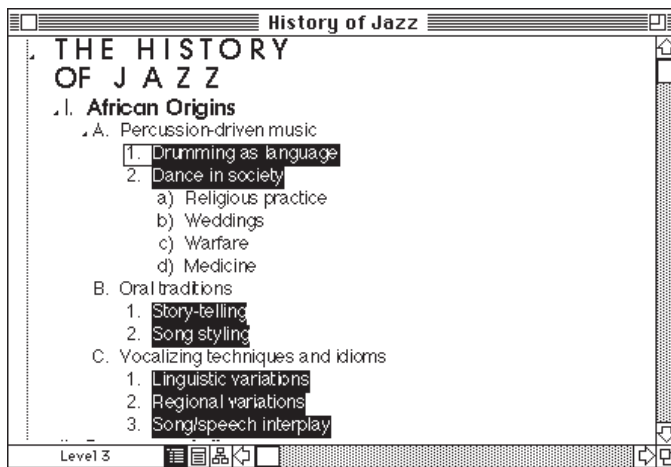 History of Jazz
THE HISTORY
OF JAZZ
I. African Origins
A. Percussion-driven music
1. Drumming as language
2. Dance in society
a) Religious practice
b) Weddings
c) Warfare
d) Medicine
B. Oral traditions
1. Story-telling
2. Song styling
C. Vocalizing techniques and idioms
1. Linguistic variations
2. Regional variations
3. Song/speech interplay
Level 3